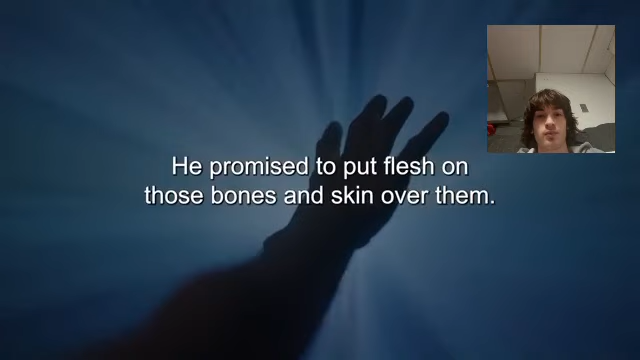 He promised to put flesh on
those bones and skin over them.